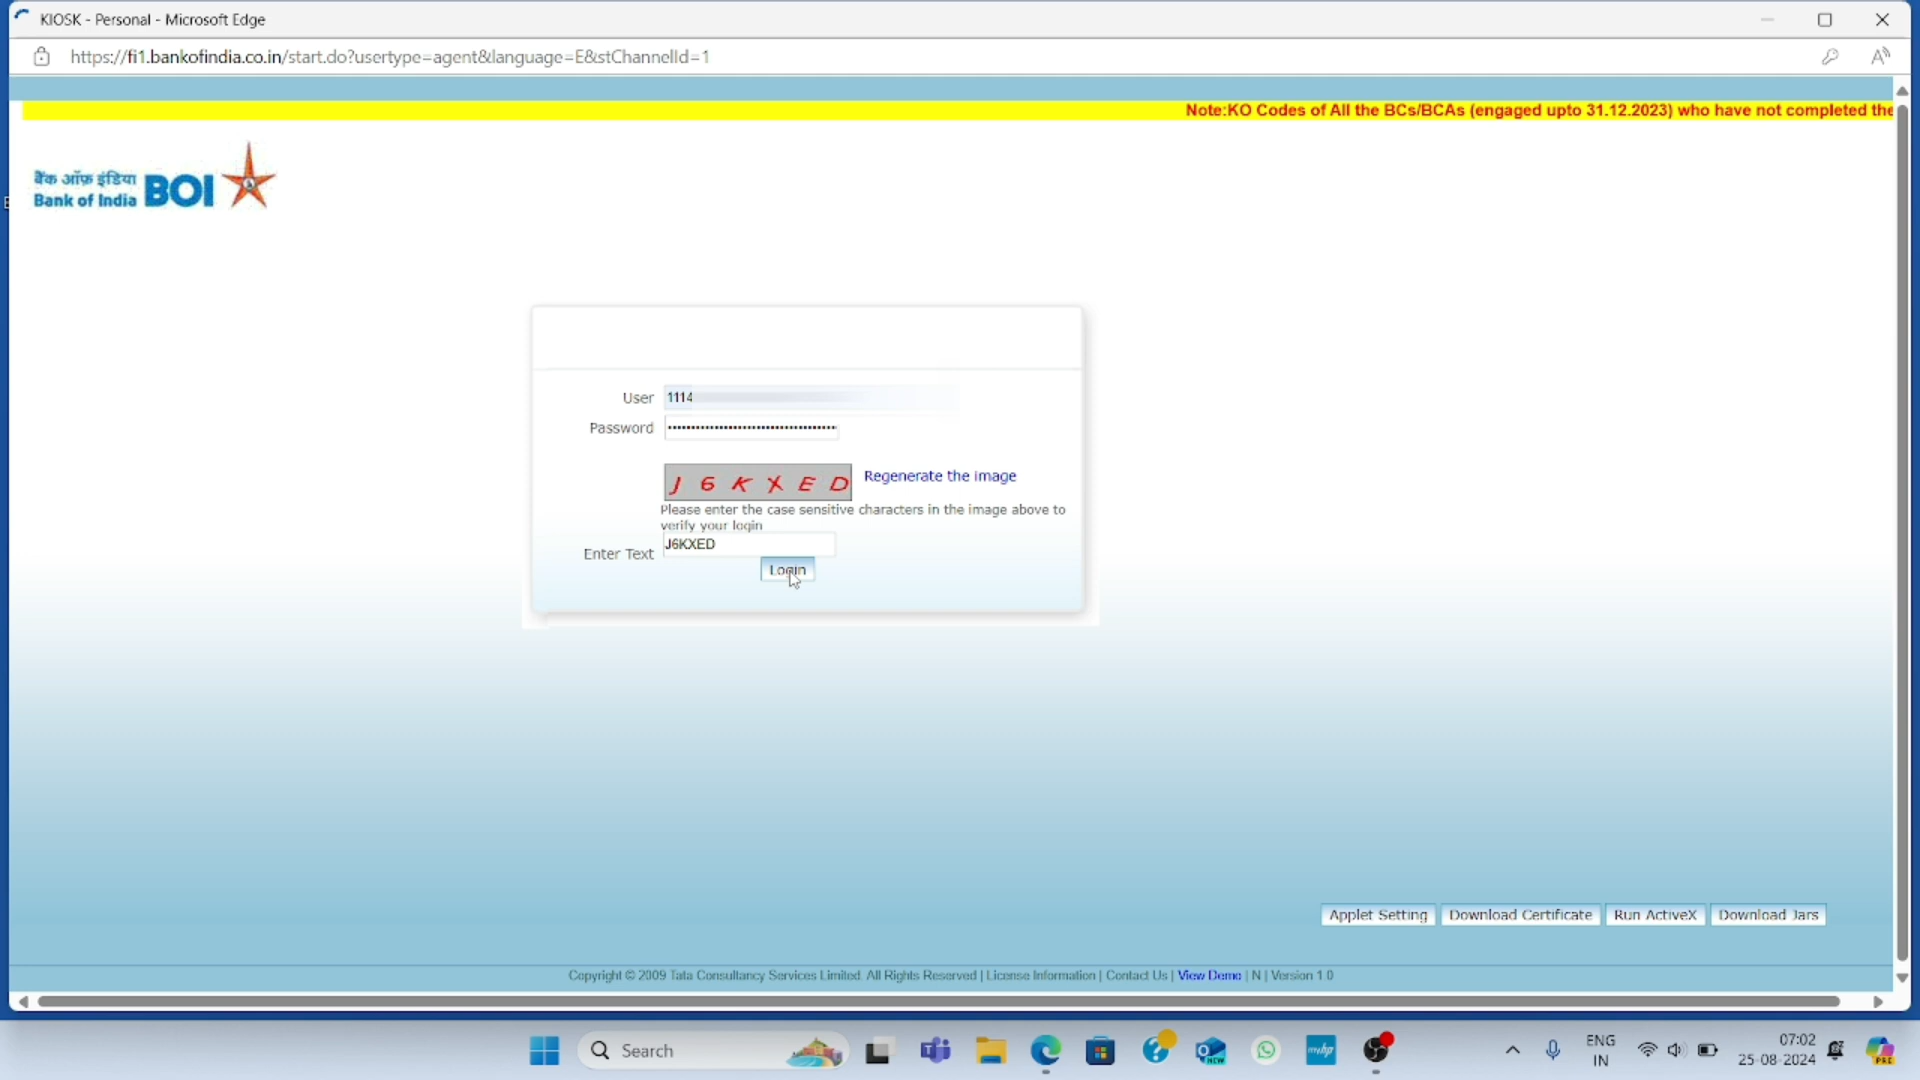 KIOSK - Personal - Microsoft Edge
https://fi1.bankofindia.co.in/start.do?usertype=agent&language=E&stChannelId=1
Note:KO Codes of All the BCs/BCAs (engaged upto 31.12.2023) who have not completed the
बैंक ऑफ़ इंडिया
Bank of India BOI
User 1114
Password
J 6 K X E D Regenerate the image
Please enter the case sensitive characters in the image above to
verify your login
Enter Text J6KXED
Login
Applet Setting Download Certificate Run ActiveX Download Jars
Copyright © 2009 Tata Consultancy Services Limited. All Rights Reserved | License Information | Contact Us | View Demo | N | Version 1.0
Search
NEW
myhp
ENG
IN
07:02
25-08-2024
PRE